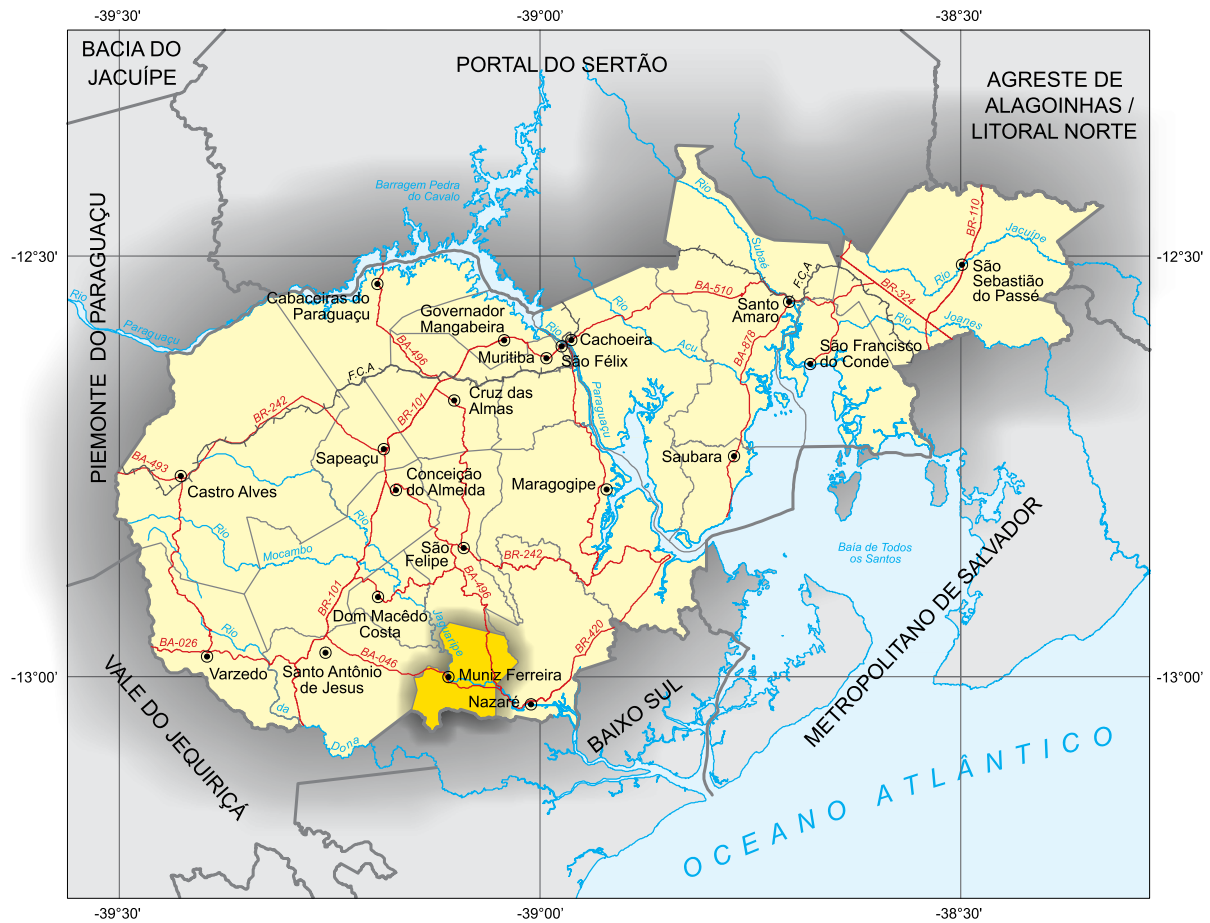 -39°30'
-39°00'
-38°30'
BACIA DO
JACUÍPE
PORTAL DO SERTÃO
AGRESTE DE
ALAGOINHAS /
LITORAL NORTE
Barragem Pedra
do Cavalo
Rio
BR-110
Jacuípe
Subaé
-12°30'
-12°30'
PIEMONTE DO PARAGUAÇU
Rio
Paraguaçu
Cabaceiras do
Paraguaçu
Governador
Mangabeira
Rio
BA-510
F.C.A
Santo
Amaro
BR-324
Rio
São
Sebastião
do Passé
Rio
Joanes
Rio
Cachoeira
Muritiba
São Félix
Acu
BA-878
São Francisco
do Conde
BA-496
F.C.A
BR-101
Cruz das
Almas
Paraguaçu
BR-242
BA-493
Sapeaçu
Saubara
Castro Alves
Conceição
do Almeida
Maragogipe
Rio
Rio
Mocambo
São
Felipe
BR-242
Baia de Todos
os Santos
BA-496
BR-101
Dom Macêdo
Costa
Jaguaripe
BR-420
METROPOLITANO DE SALVADOR
Rio
BA-026
Varzedo
Santo Antônio
de Jesus
BA-046
Muniz Ferreira
Nazaré
-13°00'
-13°00'
da
Dona
VALE DO JEQUIRIÇÁ
BAIXO SUL
OCEANO ATLÂNTICO
-39°30'
-39°00'
-38°30'